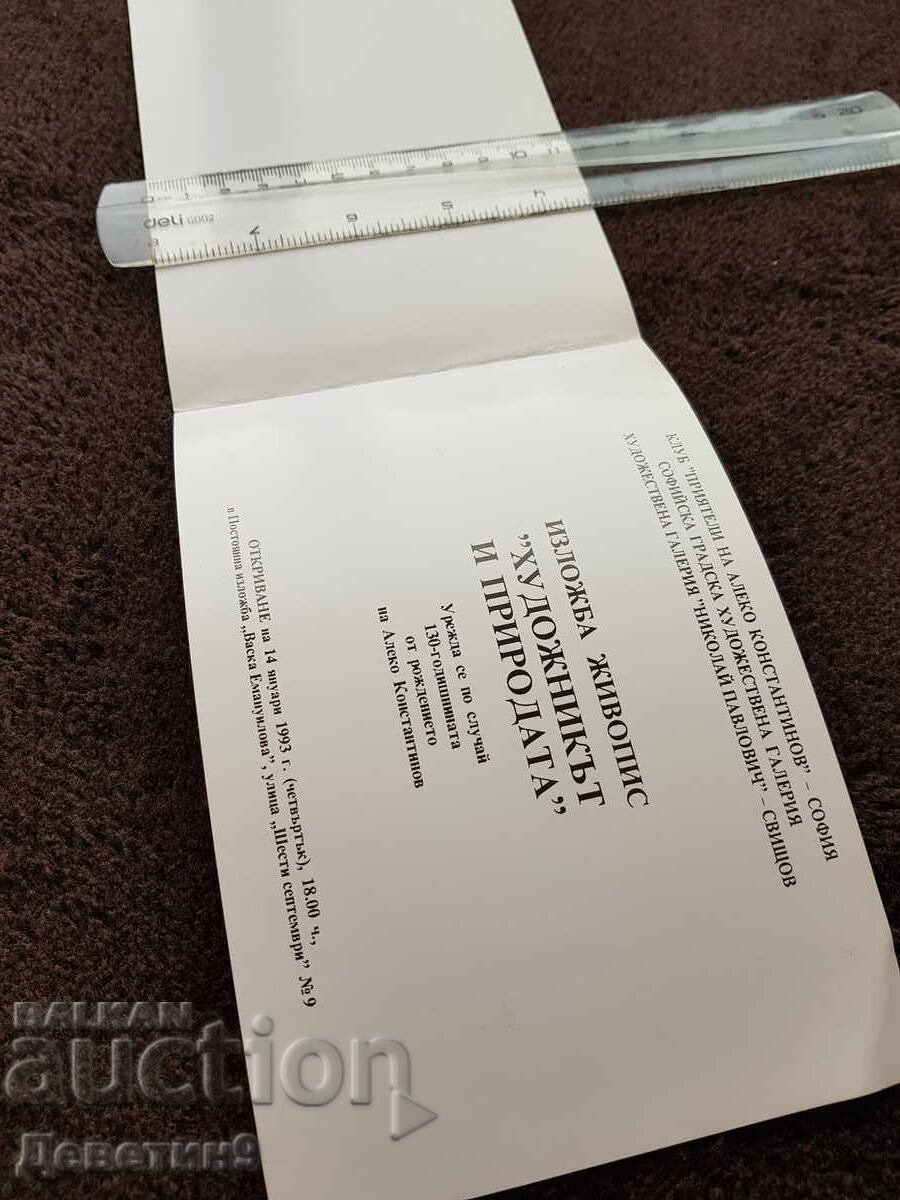 КЛУБ "ПРИЯТЕЛИ НА АЛЕКО КОНСТАНТИНОВ" – СОФИЯ
СОФИЙСКА ГРАДСКА ХУДОЖЕСТВЕНА ГАЛЕРИЯ
ХУДОЖЕСТВЕНА ГАЛЕРИЯ "НИКОЛАЙ ПАВЛОВИЧ" – СВИЩОВ
ИЗЛОЖБА ЖИВОПИС
"ХУДОЖНИКЪТ
И ПРИРОДАТА"
Урежда се по случай
130-годишнината
от рождението
на Алеко Константинов
ОТКРИВАНЕ на 14 януари 1993 г. (четвъртък), 18.00 ч.,
в Постоянна изложба „Васка Емануилова", улица „Шести септември" № 9
deli 6002
BALKAN
auction
Деветин9